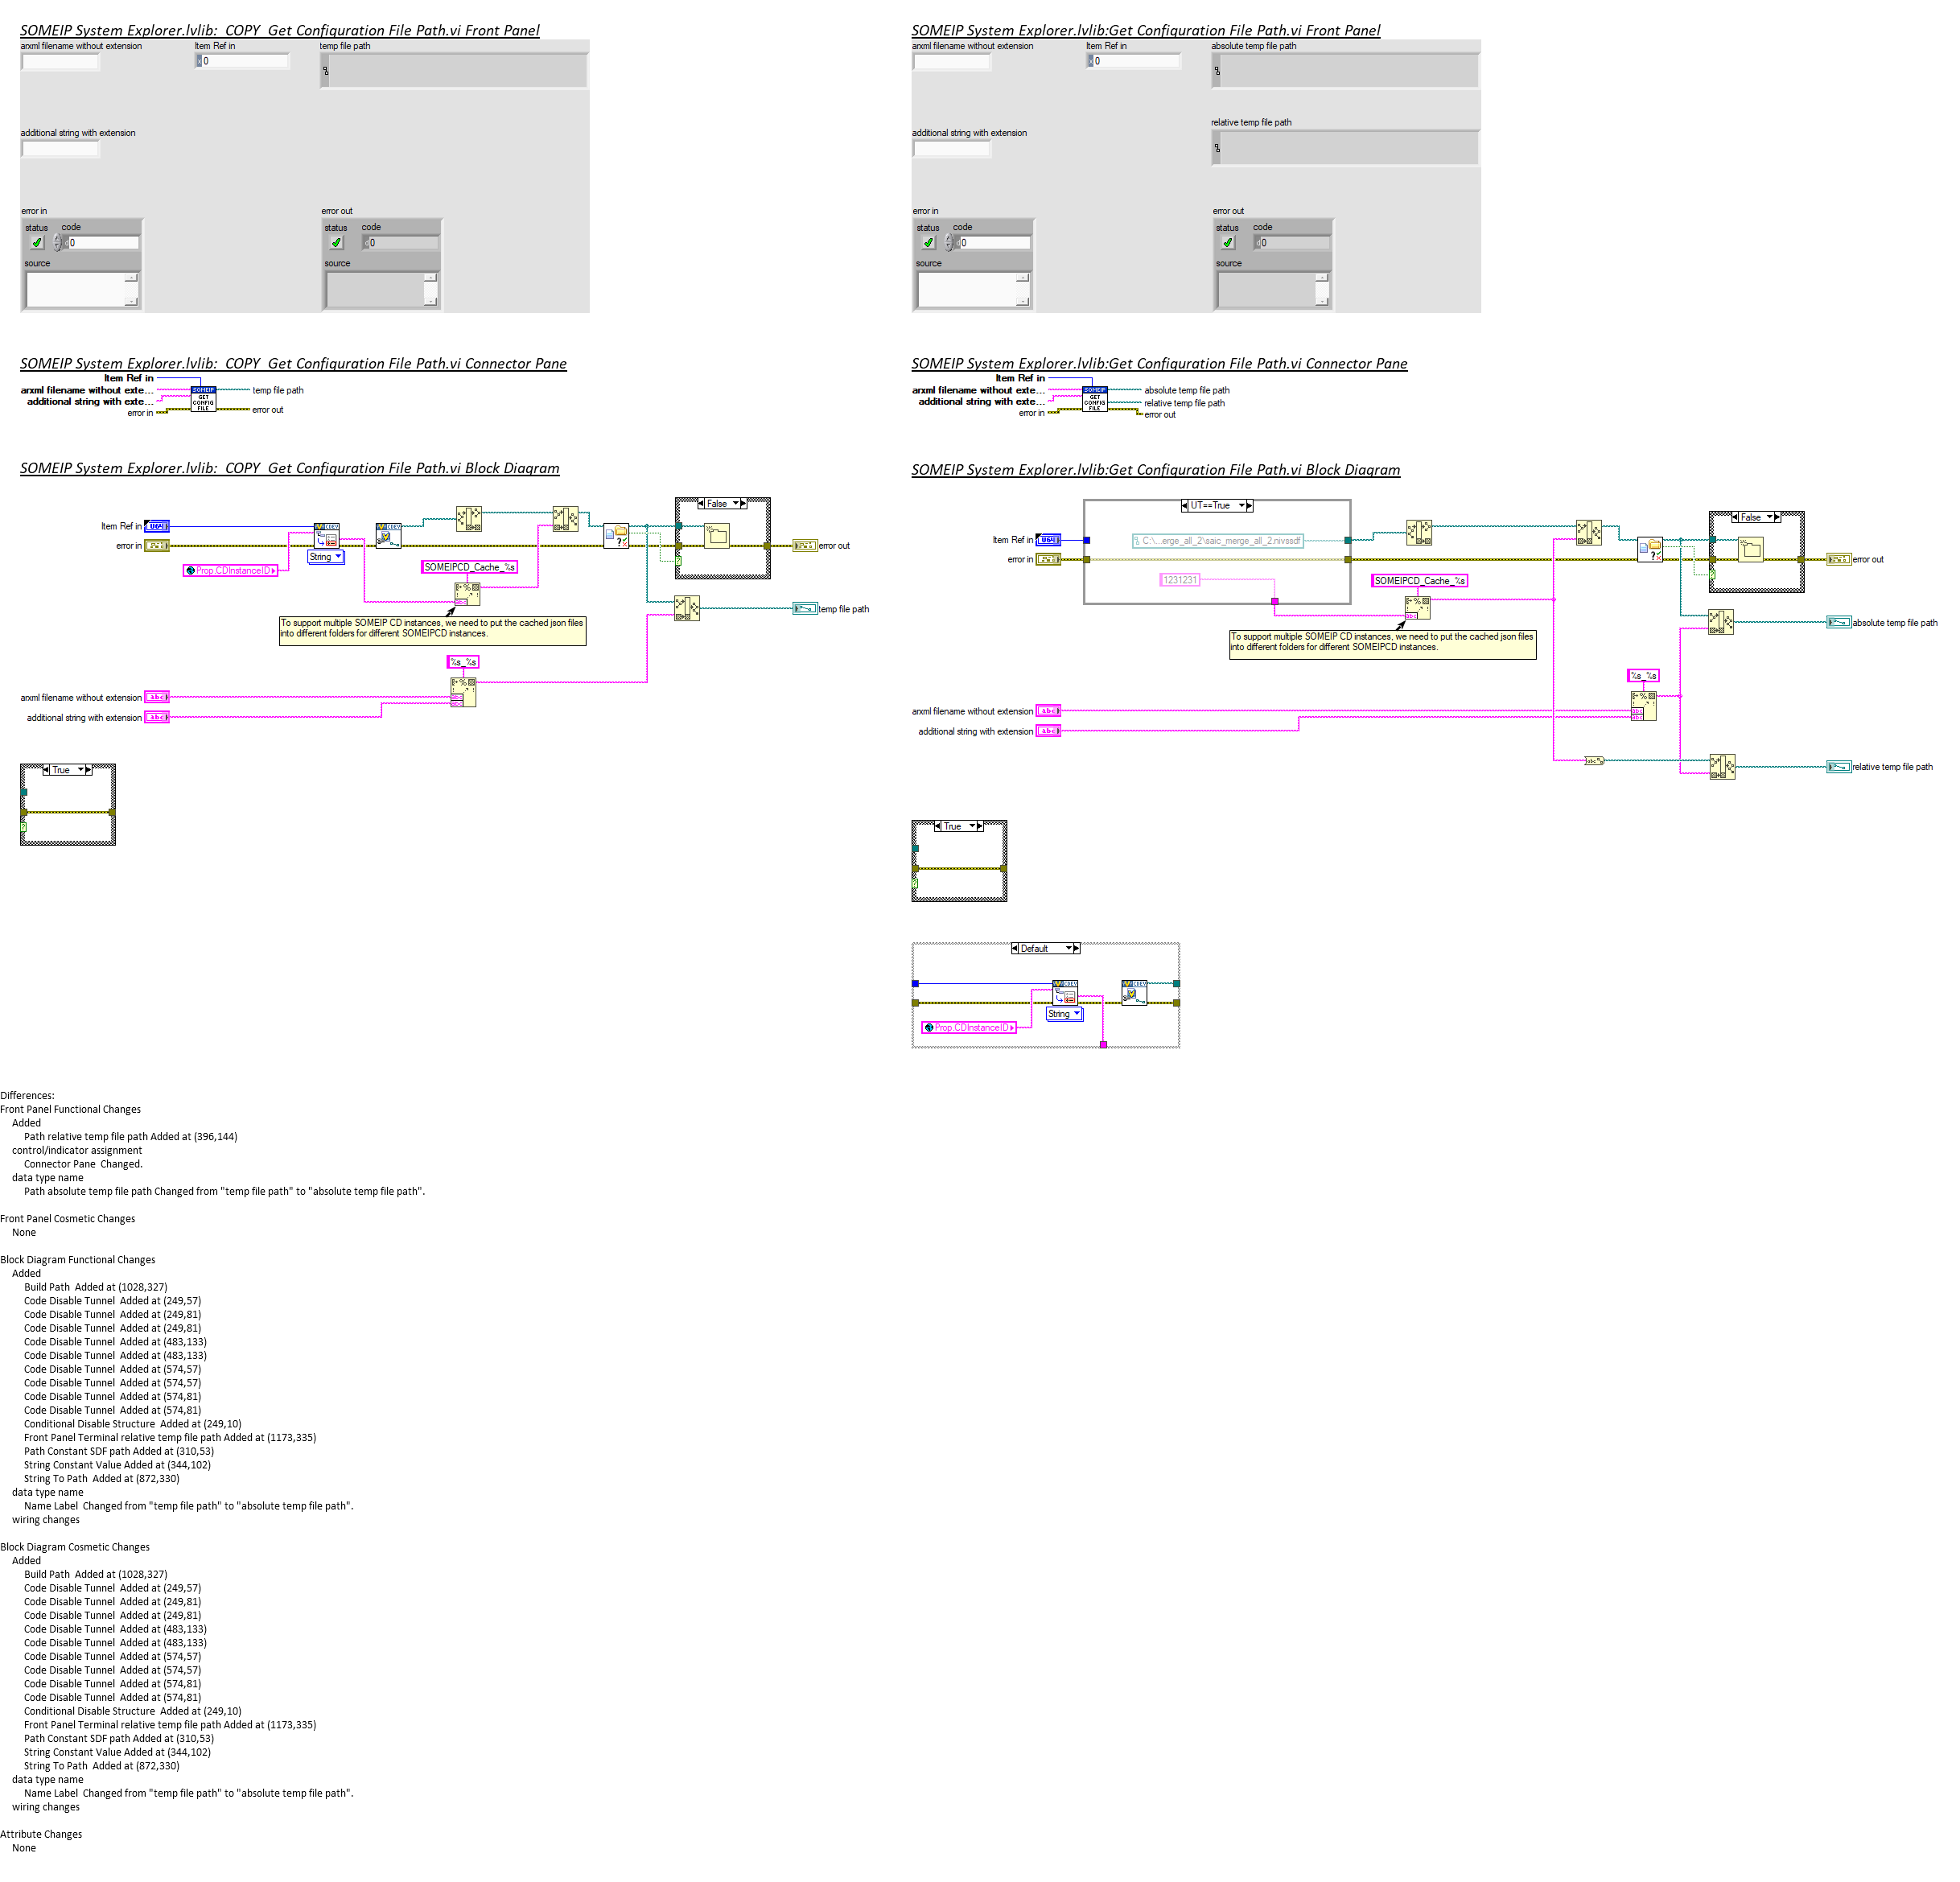 SOMEIP System Explorer.lvlib:  COPY  Get Configuration File Path.vi Front Panel
arxml filename without extension
Item Ref in
temp file path
0
additional string with extension
error in
error out
status
code
status
code
0
0
source
source
SOMEIP System Explorer.lvlib:  COPY  Get Configuration File Path.vi Connector Pane
Item Ref in
arxml filename without exte...
temp file path
additional string with exte...
error in
error out
SOMEIP
GET
CONFIG
FILE
SOMEIP System Explorer.lvlib:  COPY  Get Configuration File Path.vi Block Diagram
False
Item Ref in
U64
error in
error out
String
Prop.CDInstanceID
SOMEIPCD_Cache_%s
temp file path
To support multiple SOMEIP CD instances, we need to put the cached json files
into different folders for different SOMEIPCD instances.
%s_%s
arxml filename without extension
abc
additional string with extension
abc
True
SOMEIP System Explorer.lvlib:Get Configuration File Path.vi Front Panel
arxml filename without extension
Item Ref in
absolute temp file path
0
relative temp file path
additional string with extension
error in
error out
status
code
status
code
0
0
source
source
SOMEIP System Explorer.lvlib:Get Configuration File Path.vi Connector Pane
Item Ref in
arxml filename without exte...
absolute temp file path
additional string with exte...
relative temp file path
error in
error out
SOMEIP
GET
CONFIG
FILE
SOMEIP System Explorer.lvlib:Get Configuration File Path.vi Block Diagram
UT==True
False
Item Ref in
U64
C:\...erge_all_2\saic_merge_all_2.nivssdf
error in
error out
1231231
SOMEIPCD_Cache_%s
absolute temp file path
To support multiple SOMEIP CD instances, we need to put the cached json files
into different folders for different SOMEIPCD instances.
%s_%s
arxml filename without extension
abc
additional string with extension
abc
relative temp file path
True
Default
String
Prop.CDInstanceID
Differences:
Front Panel Functional Changes
Added
Path relative temp file path Added at (396,144)
control/indicator assignment
Connector Pane  Changed.
data type name
Path absolute temp file path Changed from "temp file path" to "absolute temp file path".
Front Panel Cosmetic Changes
None
Block Diagram Functional Changes
Added
Build Path  Added at (1028,327)
Code Disable Tunnel  Added at (249,57)
Code Disable Tunnel  Added at (249,81)
Code Disable Tunnel  Added at (249,81)
Code Disable Tunnel  Added at (483,133)
Code Disable Tunnel  Added at (483,133)
Code Disable Tunnel  Added at (574,57)
Code Disable Tunnel  Added at (574,57)
Code Disable Tunnel  Added at (574,81)
Code Disable Tunnel  Added at (574,81)
Conditional Disable Structure  Added at (249,10)
Front Panel Terminal relative temp file path Added at (1173,335)
Path Constant SDF path Added at (310,53)
String Constant Value Added at (344,102)
String To Path  Added at (872,330)
data type name
Name Label  Changed from "temp file path" to "absolute temp file path".
wiring changes
Block Diagram Cosmetic Changes
Added
Build Path  Added at (1028,327)
Code Disable Tunnel  Added at (249,57)
Code Disable Tunnel  Added at (249,81)
Code Disable Tunnel  Added at (249,81)
Code Disable Tunnel  Added at (483,133)
Code Disable Tunnel  Added at (483,133)
Code Disable Tunnel  Added at (574,57)
Code Disable Tunnel  Added at (574,57)
Code Disable Tunnel  Added at (574,81)
Code Disable Tunnel  Added at (574,81)
Conditional Disable Structure  Added at (249,10)
Front Panel Terminal relative temp file path Added at (1173,335)
Path Constant SDF path Added at (310,53)
String Constant Value Added at (344,102)
String To Path  Added at (872,330)
data type name
Name Label  Changed from "temp file path" to "absolute temp file path".
wiring changes
Attribute Changes
None